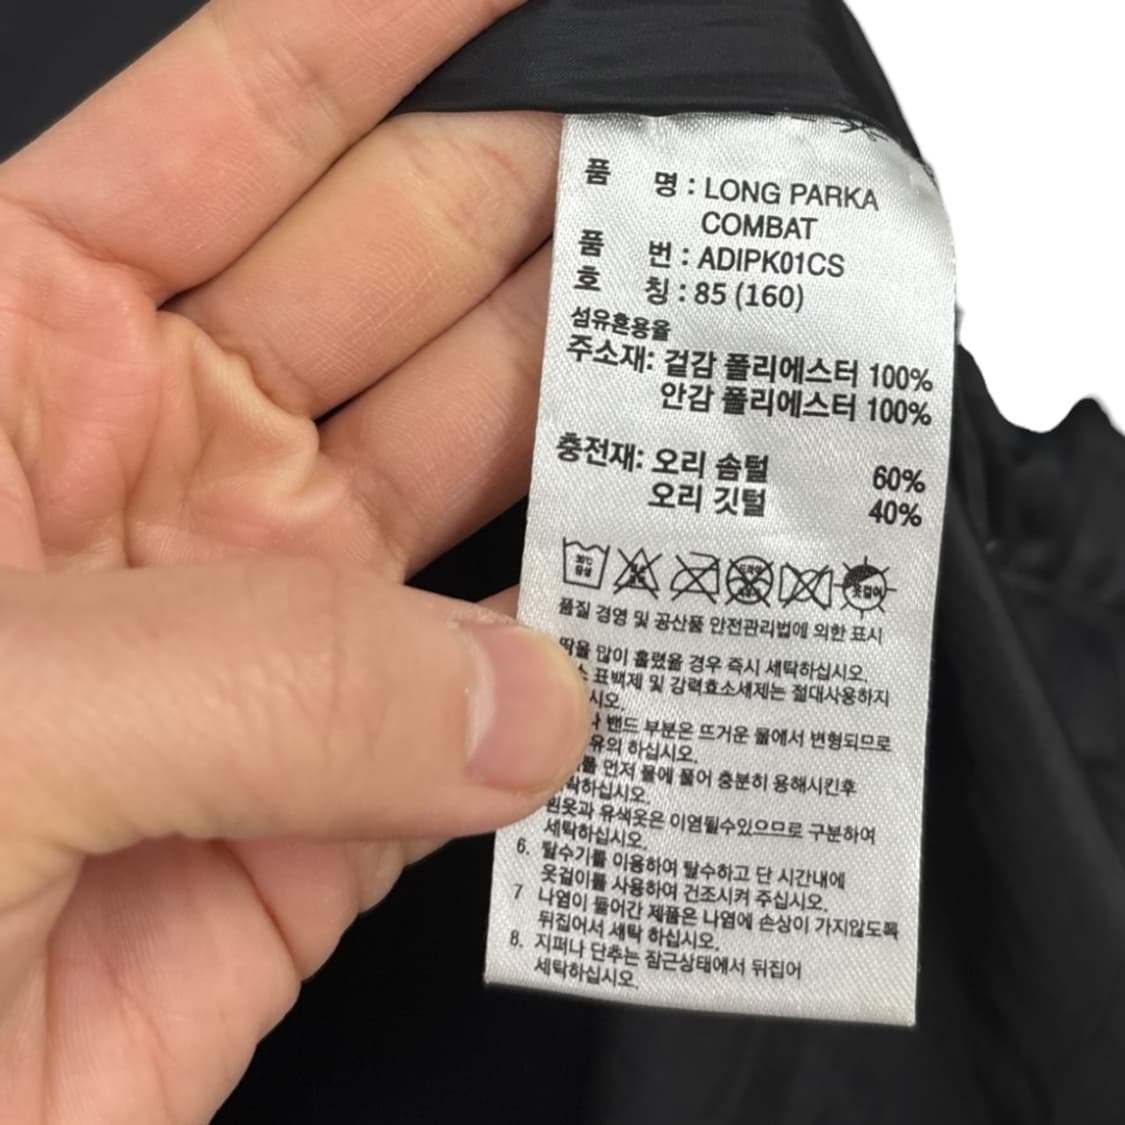 품 명 : LONG PARKA
COMBAT
품 번 : ADIPK01CS
호 칭 : 85 (160)
섬유혼용율
주소재: 겉감 폴리에스터 100%
안감 폴리에스터 100%
충전재: 오리 솜털 60%
오리 깃털 40%
30℃ 중성 옷걸이
품질 경영 및 공산품 안전관리법에 의한 표시
땀을 많이 흘렸을 경우 즉시 세탁하십시오.
표백제 및 강력효소세제는 절대사용하지
시오.
나 밴드 부분은 뜨거운 물에서 변형되므로
유의 하십시오.
를 먼저 물에 풀어 충분히 용해시킨후
탁하십시오.
흰옷과 유색옷은 이염될수있으므로 구분하여
세탁하십시오.
6. 탈수기를 이용하여 탈수하고 단 시간내에
옷걸이를 사용하여 건조시켜 주십시오.
7 나염이 들어간 제품은 나염에 손상이 가지않도록
뒤집어서 세탁 하십시오.
8. 지퍼나 단추는 잠근상태에서 뒤집어
세탁하십시오.